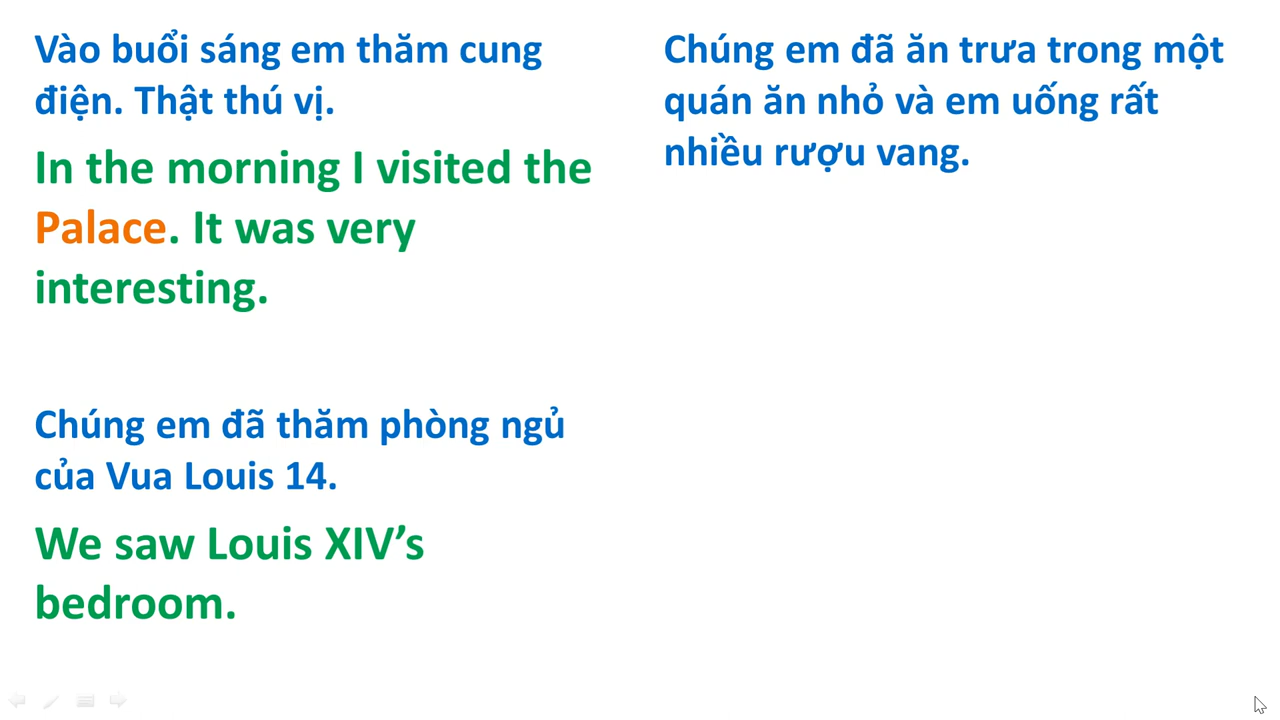 Vào buổi sáng em thăm cung
điện. Thật thú vị.
In the morning I visited the
Palace. It was very
interesting.
Chúng em đã thăm phòng ngủ
của Vua Louis 14.
We saw Louis XIV’s
bedroom.
Chúng em đã ăn trưa trong một
quán ăn nhỏ và em uống rất
nhiều rượu vang.